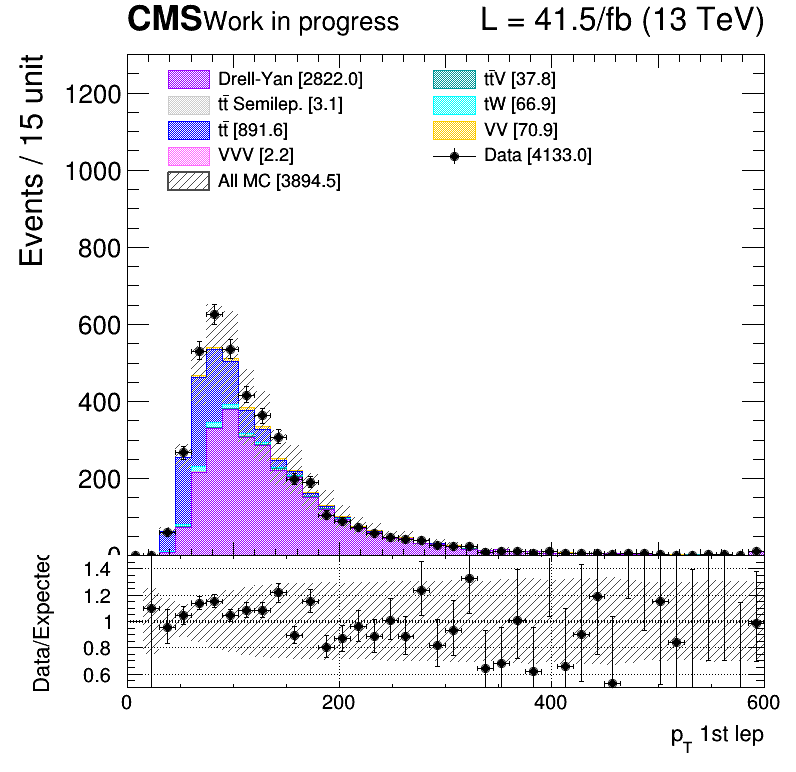 CMS Work in progress L = 41.5/fb (13 TeV)
Events / 15 unit
1200
1000
800
600
400
200
0
Drell-Yan [2822.0]
tt̄ Semilep. [3.1]
tt̄ [891.6]
VVV [2.2]
All MC [3894.5]
tt̄V [37.8]
tW [66.9]
VV [70.9]
Data [4133.0]
Data/Expected
1.4
1.2
1
0.8
0.6
0 200 400 600
p_T 1st lep